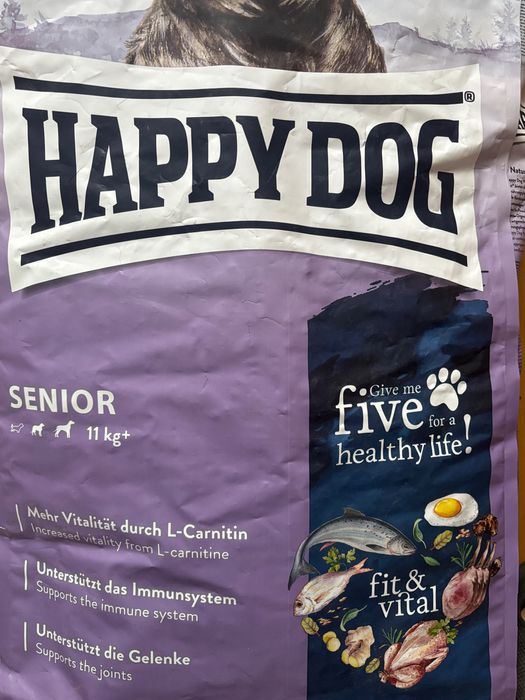 HAPPY DOG®
SENIOR
11 kg+
Mehr Vitalität durch L-Carnitin
Increased vitality from L-carnitine
Unterstützt das Immunsystem
Supports the immune system
Unterstützt die Gelenke
Supports the joints
Give me
five for a
healthy life!
fit &
vital